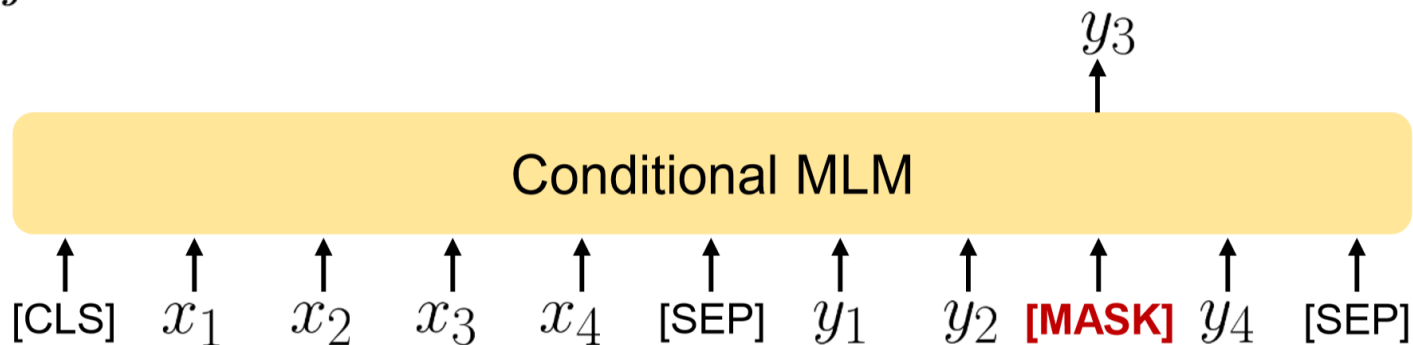 y₃
Conditional MLM
[CLS] x₁ x₂ x₃ x₄ [SEP] y₁ y₂ [MASK] y₄ [SEP]